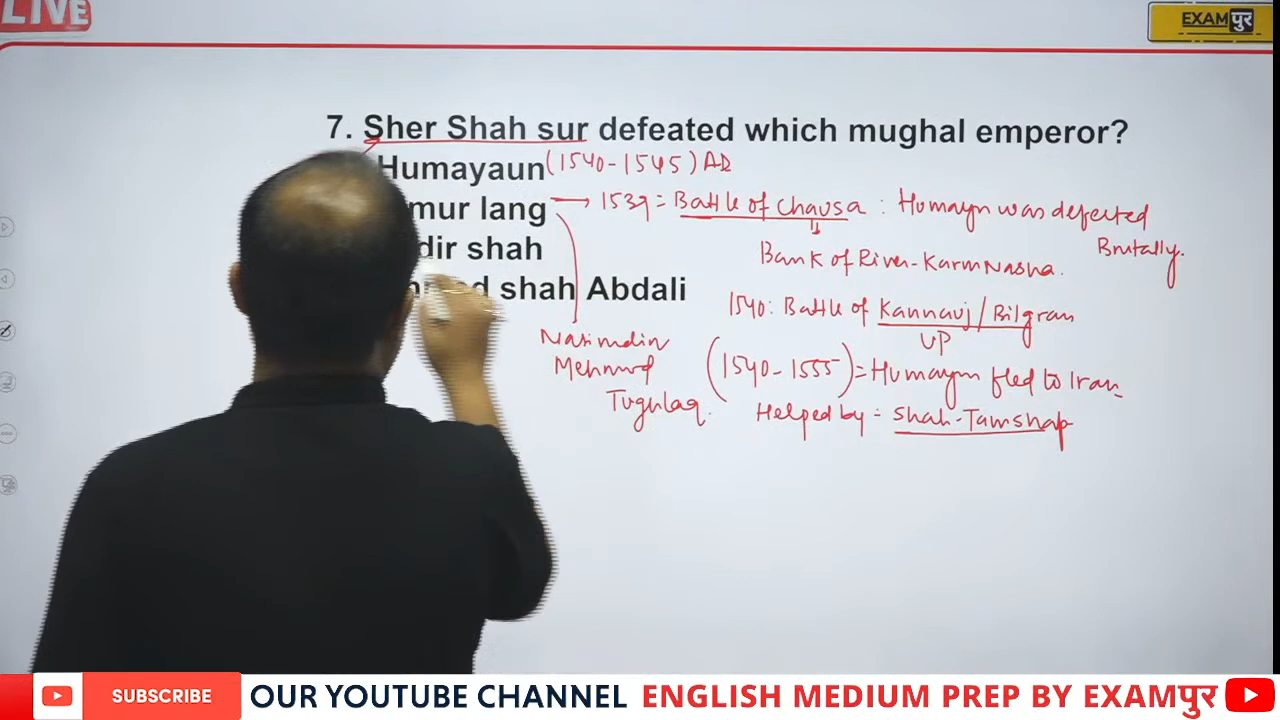 LIVE
EXAMपुर
7. Sher Shah sur defeated which mughal emperor?
Humayaun (1540-1545) AD
mur lang → 1539 = Battle of Chausa : Humayn was defeated
Brutally.
dir shah
Bank of River-KarmNasha.
shah Abdali
1540: Battle of Kannauj / Bilgram
UP
Nasirudin
Mehmud
Tughlaq.
(1540-1555) = Humayun fled to Iran.
Helped by = Shah-Tamshap
SUBSCRIBE
OUR YOUTUBE CHANNEL ENGLISH MEDIUM PREP BY EXAMपुर